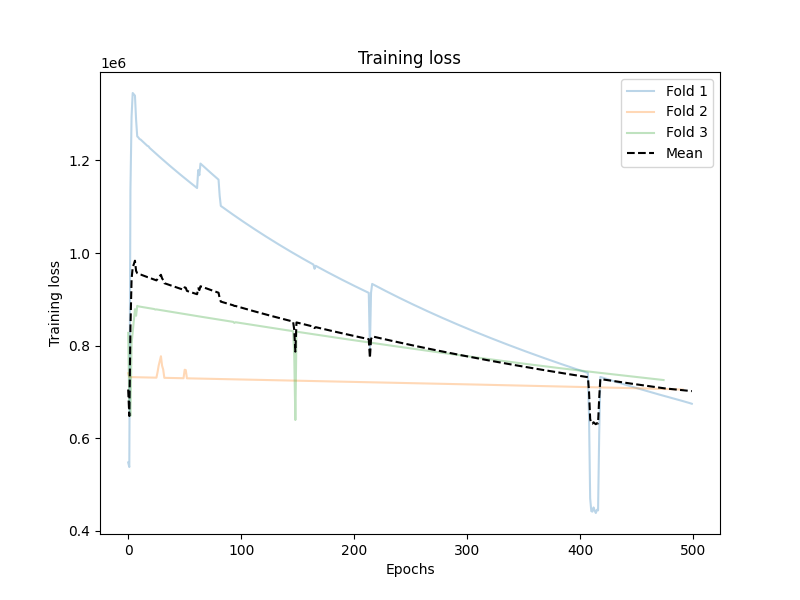 Training loss
1e6
Fold 1
Fold 2
Fold 3
Mean
1.2
1.0
0.8
0.6
0.4
Training loss
0 100 200 300 400 500
Epochs